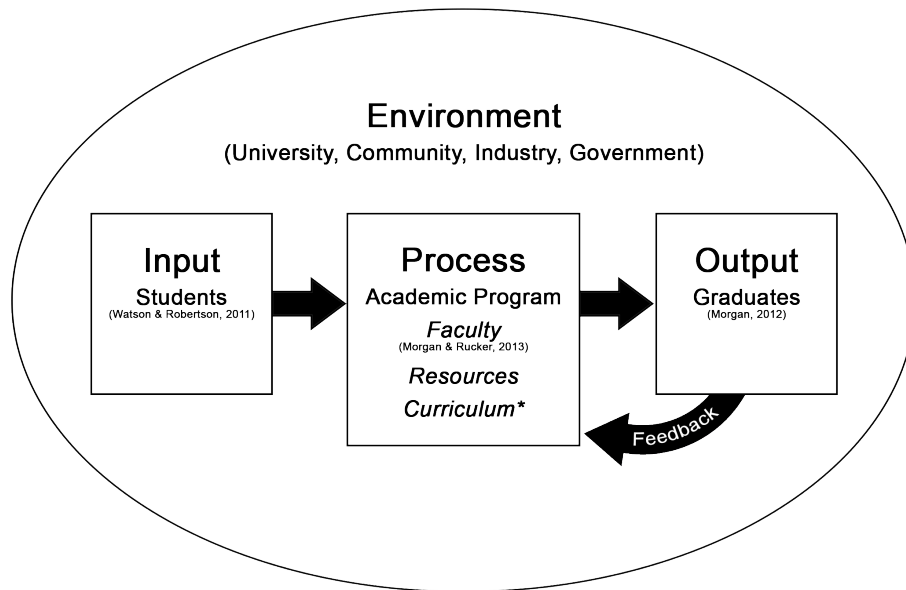 Environment
(University, Community, Industry, Government)
Input
Students
(Watson & Robertson, 2011)
Process
Academic Program
Faculty
(Morgan & Rucker, 2013)
Resources
Curriculum*
Output
Graduates
(Morgan, 2012)
Feedback